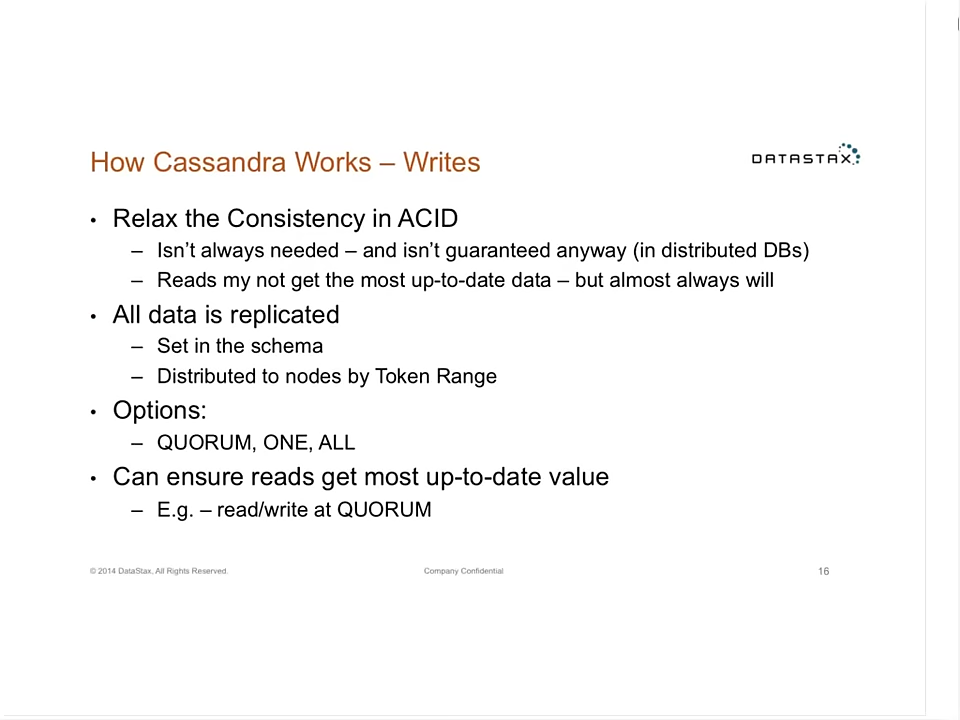 How Cassandra Works – Writes
DATASTAX
• Relax the Consistency in ACID
– Isn’t always needed – and isn’t guaranteed anyway (in distributed DBs)
– Reads my not get the most up-to-date data – but almost always will
• All data is replicated
– Set in the schema
– Distributed to nodes by Token Range
• Options:
– QUORUM, ONE, ALL
• Can ensure reads get most up-to-date value
– E.g. – read/write at QUORUM
© 2014 DataStax, All Rights Reserved.
Company Confidential
16